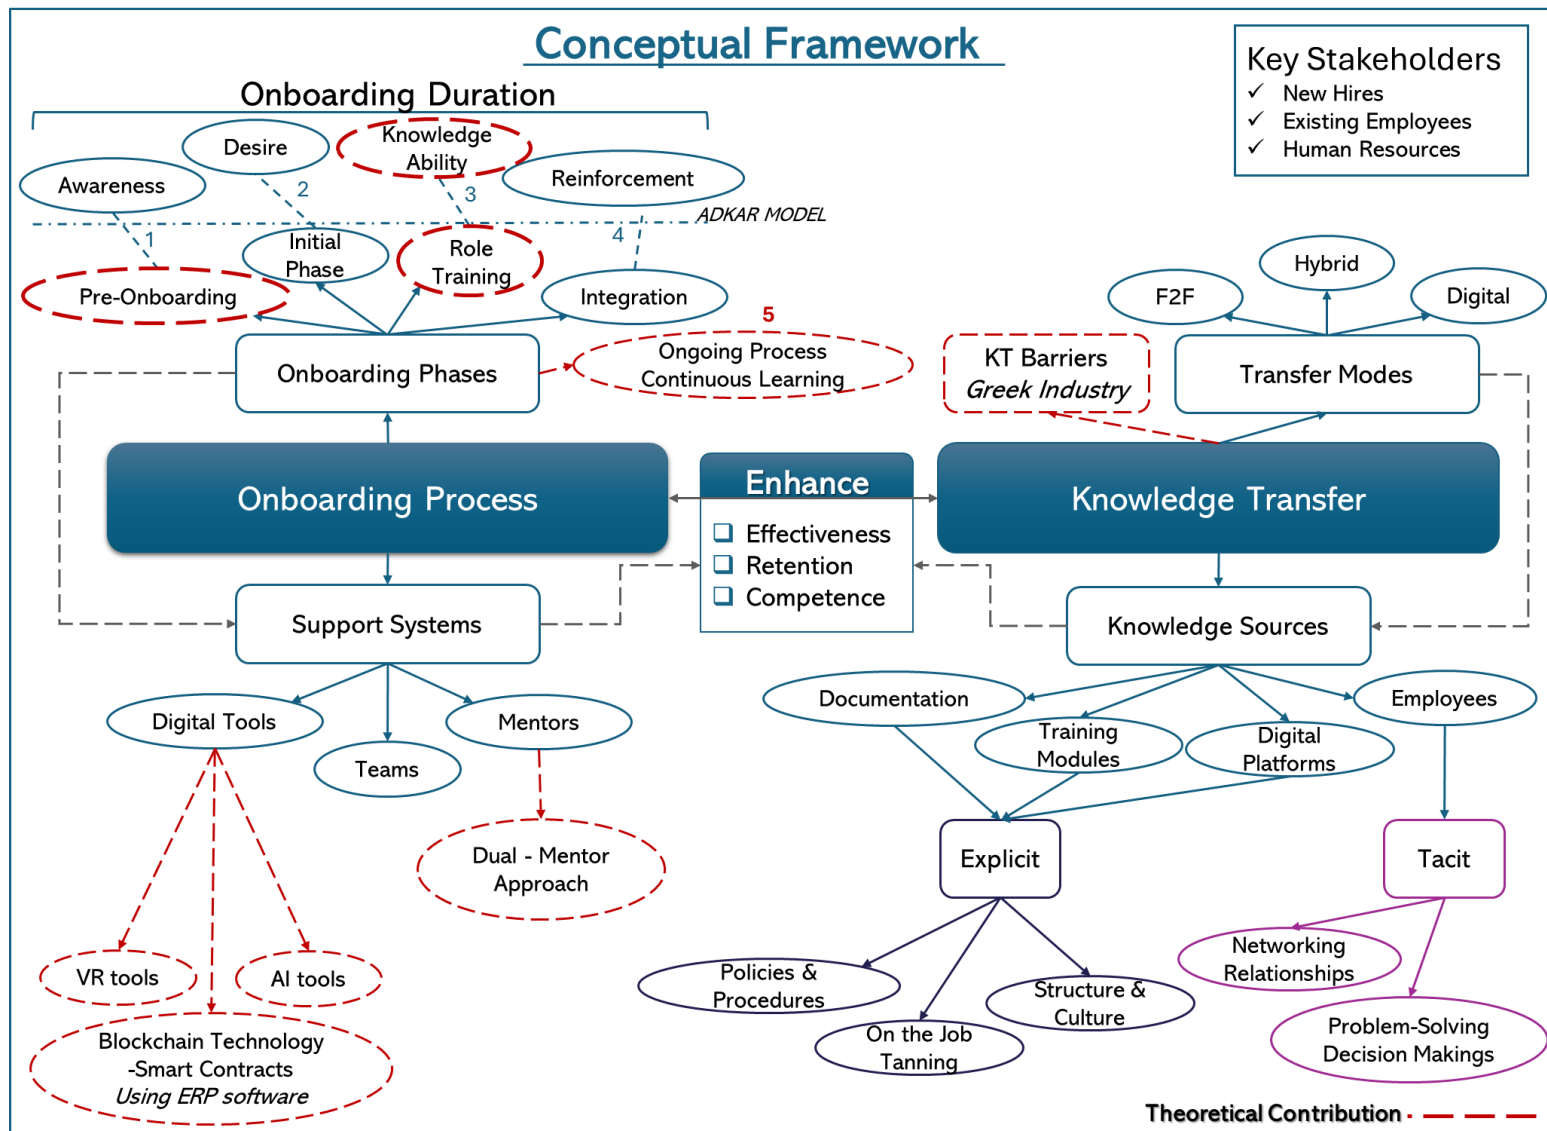 Conceptual Framework
Key Stakeholders
✓ New Hires
✓ Existing Employees
✓ Human Resources
Onboarding Duration
Awareness
Desire
Knowledge
Ability
Reinforcement
1
2
3
4
ADKAR MODEL
Pre-Onboarding
Initial
Phase
Role
Training
Integration
5
Ongoing Process
Continuous Learning
Onboarding Phases
KT Barriers
Greek Industry
F2F
Hybrid
Digital
Transfer Modes
Onboarding Process
Enhance
❑ Effectiveness
❑ Retention
❑ Competence
Knowledge Transfer
Support Systems
Knowledge Sources
Digital Tools
Teams
Mentors
Dual - Mentor
Approach
VR tools
AI tools
Blockchain Technology
-Smart Contracts
Using ERP software
Documentation
Training
Modules
Digital
Platforms
Employees
Explicit
Tacit
Policies &
Procedures
On the Job
Tanning
Structure &
Culture
Networking
Relationships
Problem-Solving
Decision Makings
Theoretical Contribution